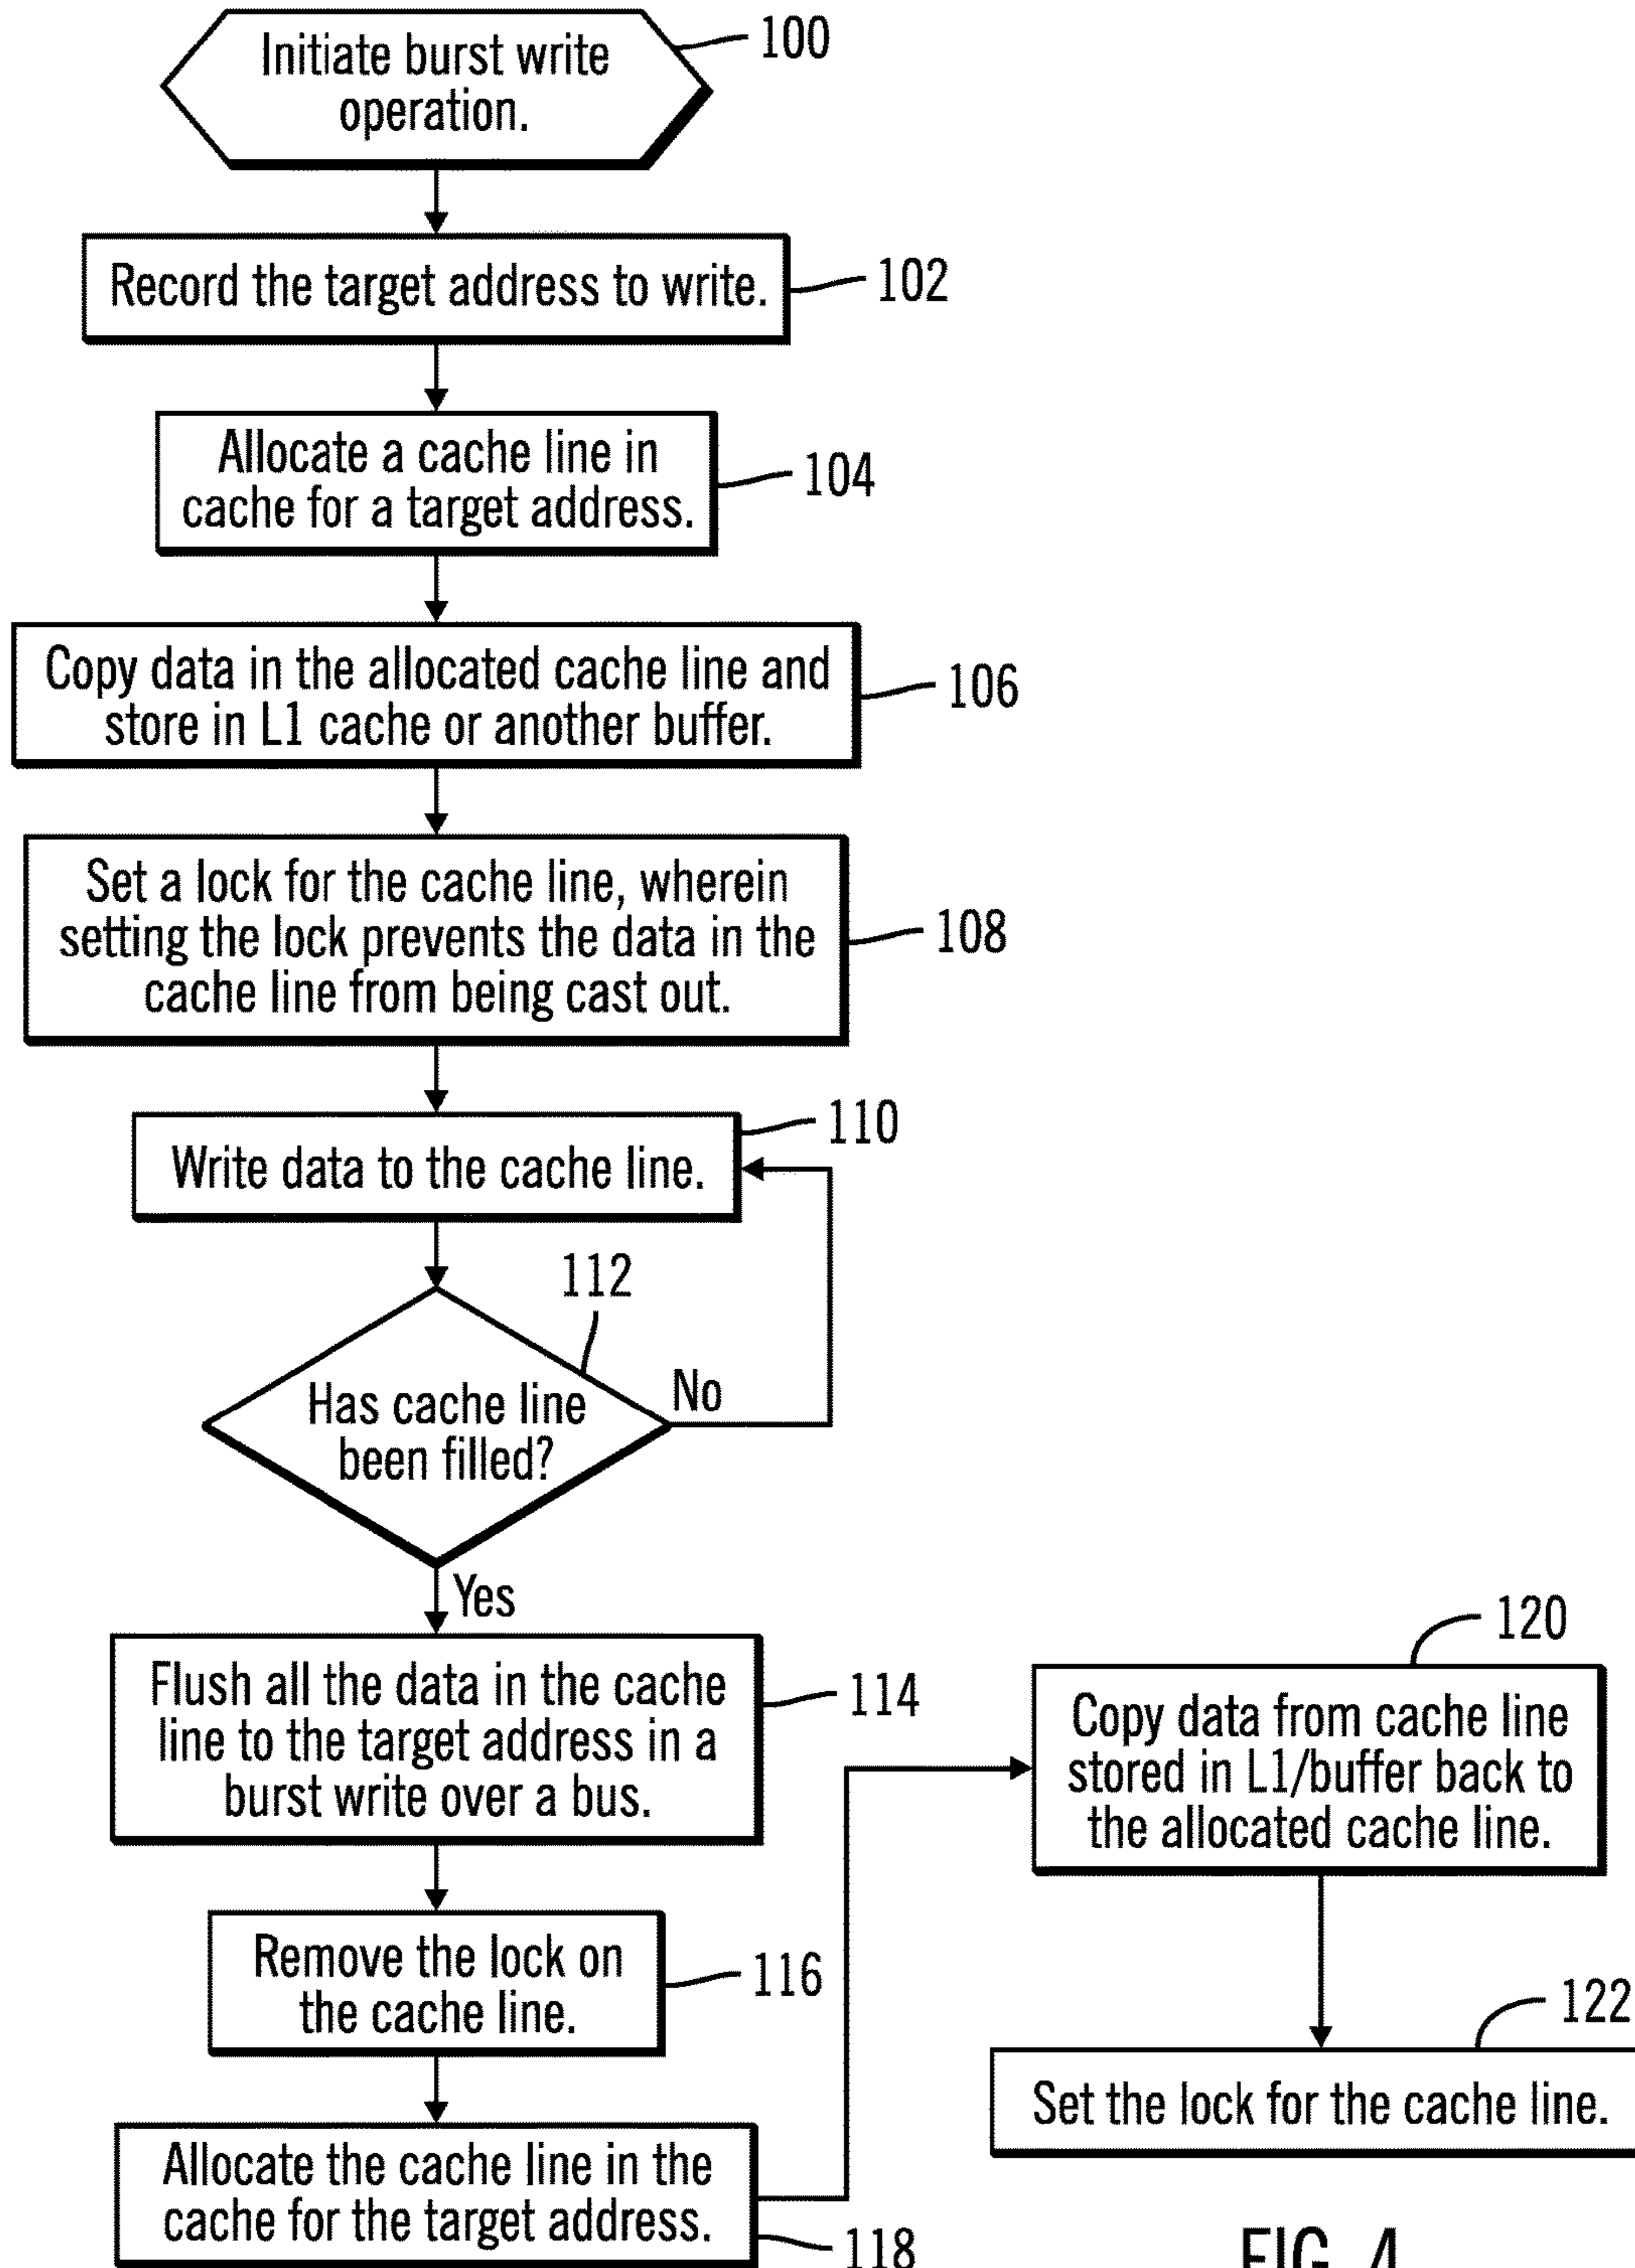 Initiate burst write
operation.
100
Record the target address to write.
102
Allocate a cache line in
cache for a target address.
104
Copy data in the allocated cache line and
store in L1 cache or another buffer.
106
Set a lock for the cache line, wherein
setting the lock prevents the data in the
cache line from being cast out.
108
Write data to the cache line.
110
112
Has cache line
been filled?
No
Yes
Flush all the data in the cache
line to the target address in a
burst write over a bus.
114
Remove the lock on
the cache line.
116
Allocate the cache line in the
cache for the target address.
118
120
Copy data from cache line
stored in L1/buffer back to
the allocated cache line.
122
Set the lock for the cache line.
FIG. 4